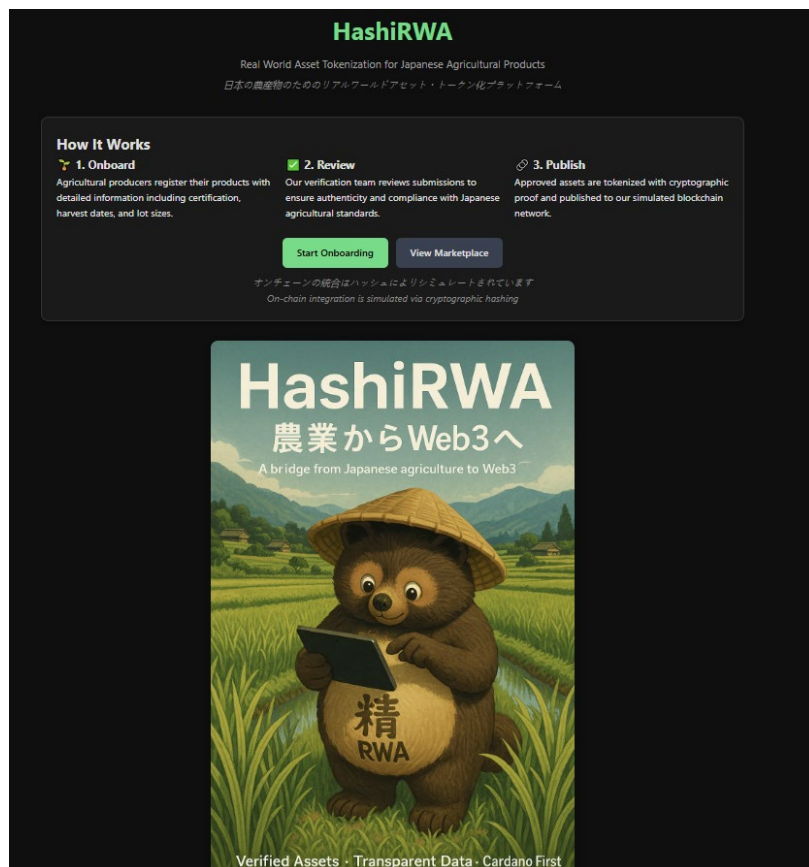 HashiRWA
Real World Asset Tokenization for Japanese Agricultural Products
日本の農産物のためのリアルワールドアセット・トークン化プラットフォーム
How It Works
🌱 1. Onboard
Agricultural producers register their products with
detailed information including certification,
harvest dates, and lot sizes.
✅ 2. Review
Our verification team reviews submissions to
ensure authenticity and compliance with Japanese
agricultural standards.
🔗 3. Publish
Approved assets are tokenized with cryptographic
proof and published to our simulated blockchain
network.
Start Onboarding
View Marketplace
オンチェーンの統合はハッシュによりシミュレートされています
On-chain integration is simulated via cryptographic hashing
HashiRWA
農業からWeb3へ
A bridge from Japanese agriculture to Web3
精
RWA
Verified Assets · Transparent Data · Cardano First